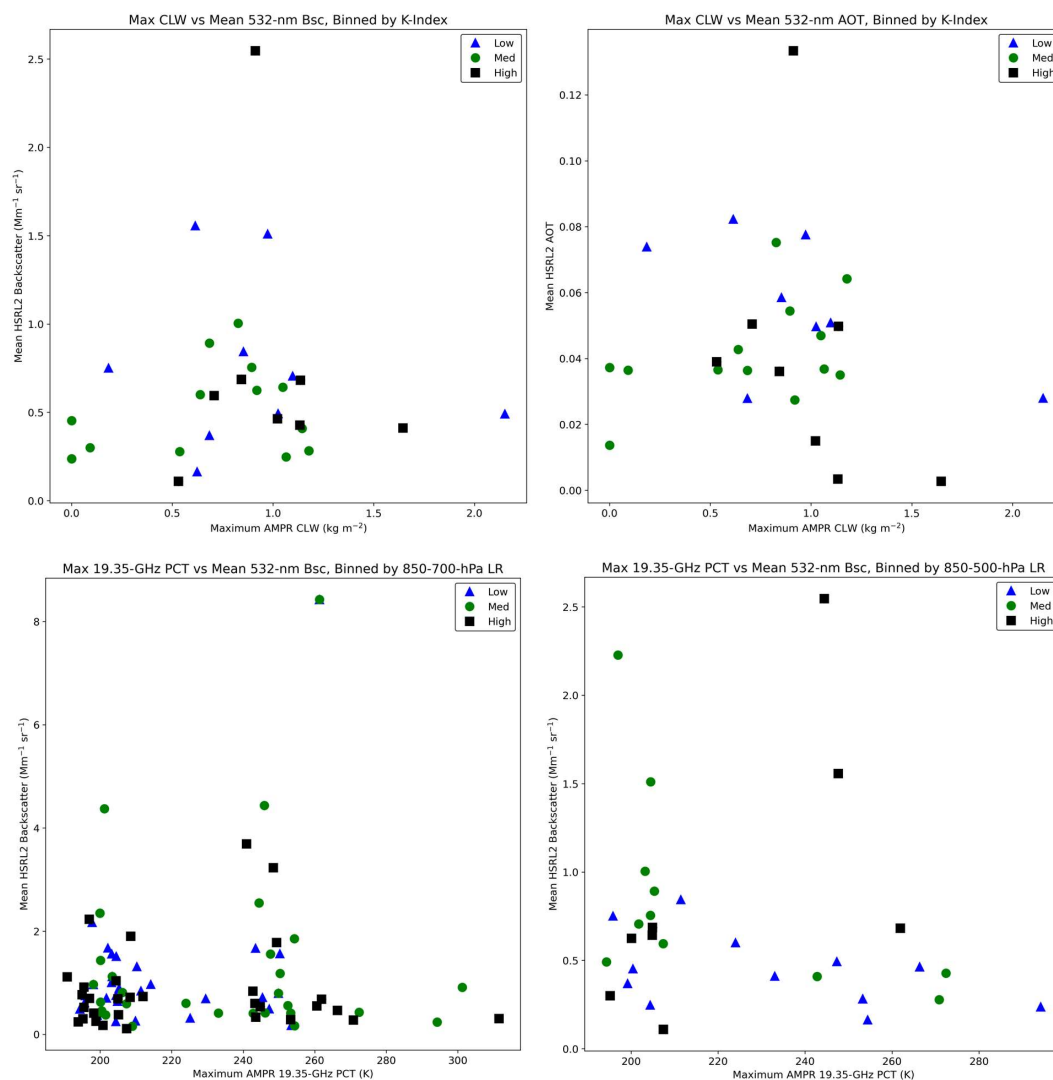 Max CLW vs Mean 532-nm Bsc, Binned by K-Index
Low
Med
High
2.5
2.0
1.5
1.0
0.5
0.0
Mean HSRL2 Backscatter (Mm⁻¹ sr⁻¹)
0.0 0.5 1.0 1.5 2.0
Maximum AMPR CLW (kg m⁻²)
Max CLW vs Mean 532-nm AOT, Binned by K-Index
Low
Med
High
0.12
0.10
0.08
0.06
0.04
0.02
0.00
Mean HSRL2 AOT
0.0 0.5 1.0 1.5 2.0
Maximum AMPR CLW (kg m⁻²)
Max 19.35-GHz PCT vs Mean 532-nm Bsc, Binned by 850-700-hPa LR
Low
Med
High
8
6
4
2
0
Mean HSRL2 Backscatter (Mm⁻¹ sr⁻¹)
200 220 240 260 280 300
Maximum AMPR 19.35-GHz PCT (K)
Max 19.35-GHz PCT vs Mean 532-nm Bsc, Binned by 850-500-hPa LR
Low
Med
High
2.5
2.0
1.5
1.0
0.5
0.0
Mean HSRL2 Backscatter (Mm⁻¹ sr⁻¹)
200 220 240 260 280
Maximum AMPR 19.35-GHz PCT (K)